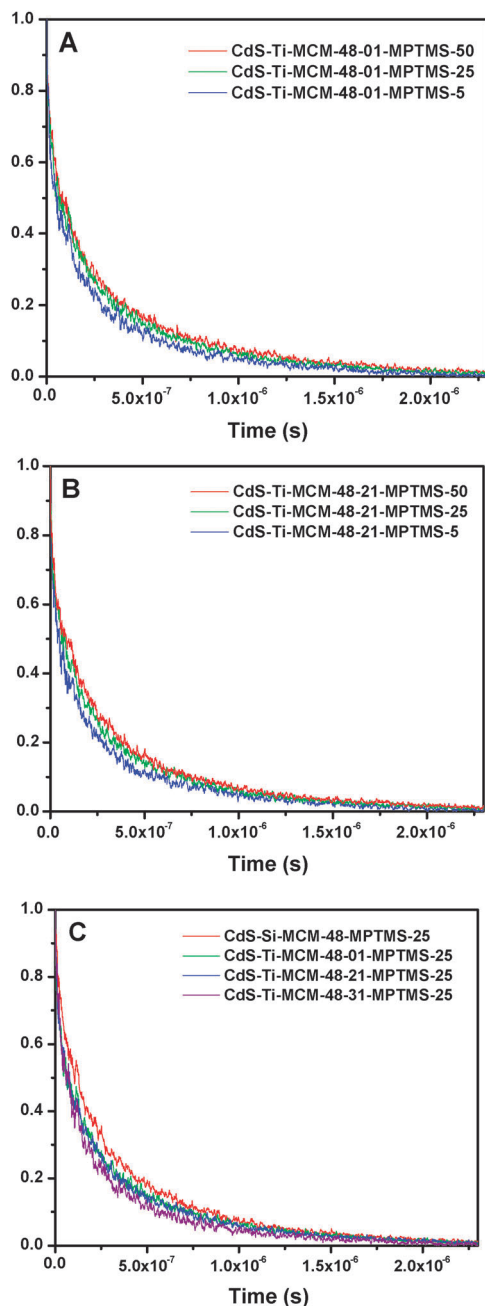 A
CdS-Ti-MCM-48-01-MPTMS-50
CdS-Ti-MCM-48-01-MPTMS-25
CdS-Ti-MCM-48-01-MPTMS-5
1.0
0.8
0.6
0.4
0.2
0.0
0.0 5.0x10⁻⁷ 1.0x10⁻⁶ 1.5x10⁻⁶ 2.0x10⁻⁶
Time (s)
B
CdS-Ti-MCM-48-21-MPTMS-50
CdS-Ti-MCM-48-21-MPTMS-25
CdS-Ti-MCM-48-21-MPTMS-5
1.0
0.8
0.6
0.4
0.2
0.0
0.0 5.0x10⁻⁷ 1.0x10⁻⁶ 1.5x10⁻⁶ 2.0x10⁻⁶
Time (s)
C
CdS-Si-MCM-48-MPTMS-25
CdS-Ti-MCM-48-01-MPTMS-25
CdS-Ti-MCM-48-21-MPTMS-25
CdS-Ti-MCM-48-31-MPTMS-25
1.0
0.8
0.6
0.4
0.2
0.0
0.0 5.0x10⁻⁷ 1.0x10⁻⁶ 1.5x10⁻⁶ 2.0x10⁻⁶
Time (s)